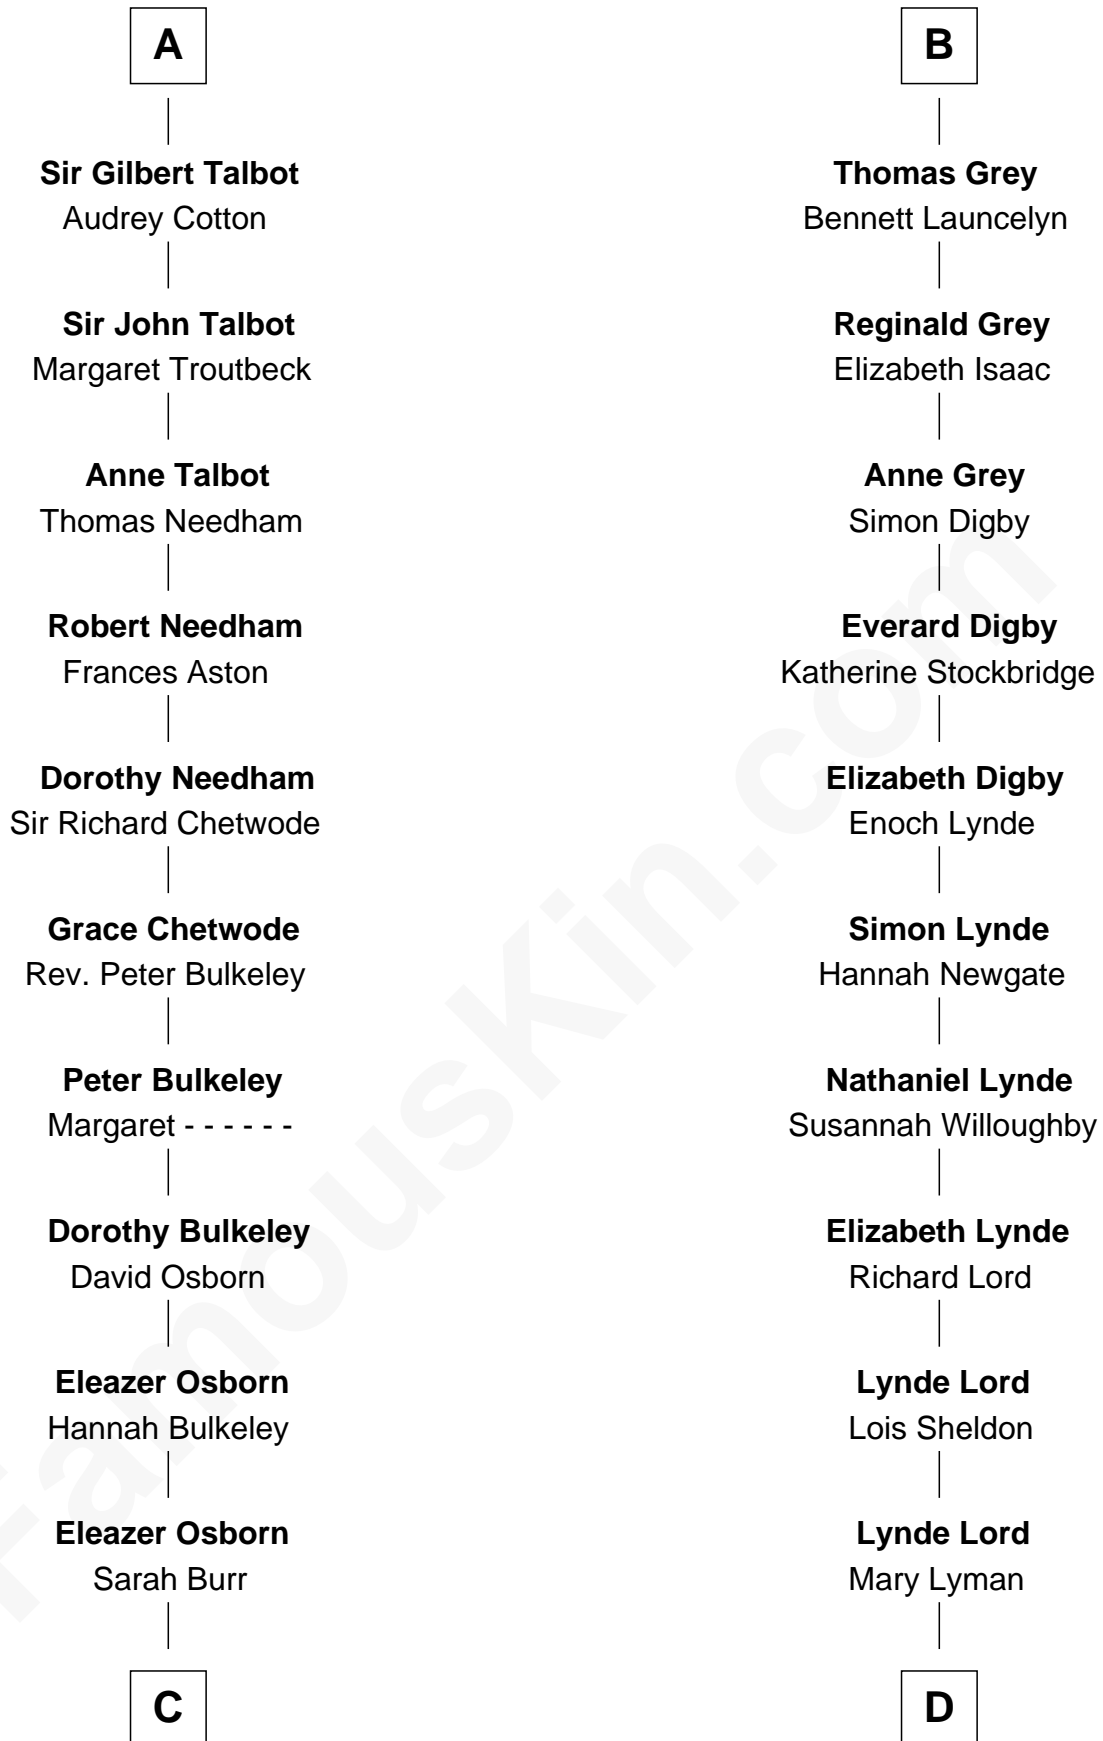 A
Sir Gilbert Talbot
Audrey Cotton
Sir John Talbot
Margaret Troutbeck
Anne Talbot
Thomas Needham
Robert Needham
Frances Aston
Dorothy Needham
Sir Richard Chetwode
Grace Chetwode
Rev. Peter Bulkeley
Peter Bulkeley
Margaret - - - - - -
Dorothy Bulkeley
David Osborn
Eleazer Osborn
Hannah Bulkeley
Eleazer Osborn
Sarah Burr
C
B
Thomas Grey
Bennett Launcelyn
Reginald Grey
Elizabeth Isaac
Anne Grey
Simon Digby
Everard Digby
Katherine Stockbridge
Elizabeth Digby
Enoch Lynde
Simon Lynde
Hannah Newgate
Nathaniel Lynde
Susannah Willoughby
Elizabeth Lynde
Richard Lord
Lynde Lord
Lois Sheldon
Lynde Lord
Mary Lyman
D
FamousKin.com